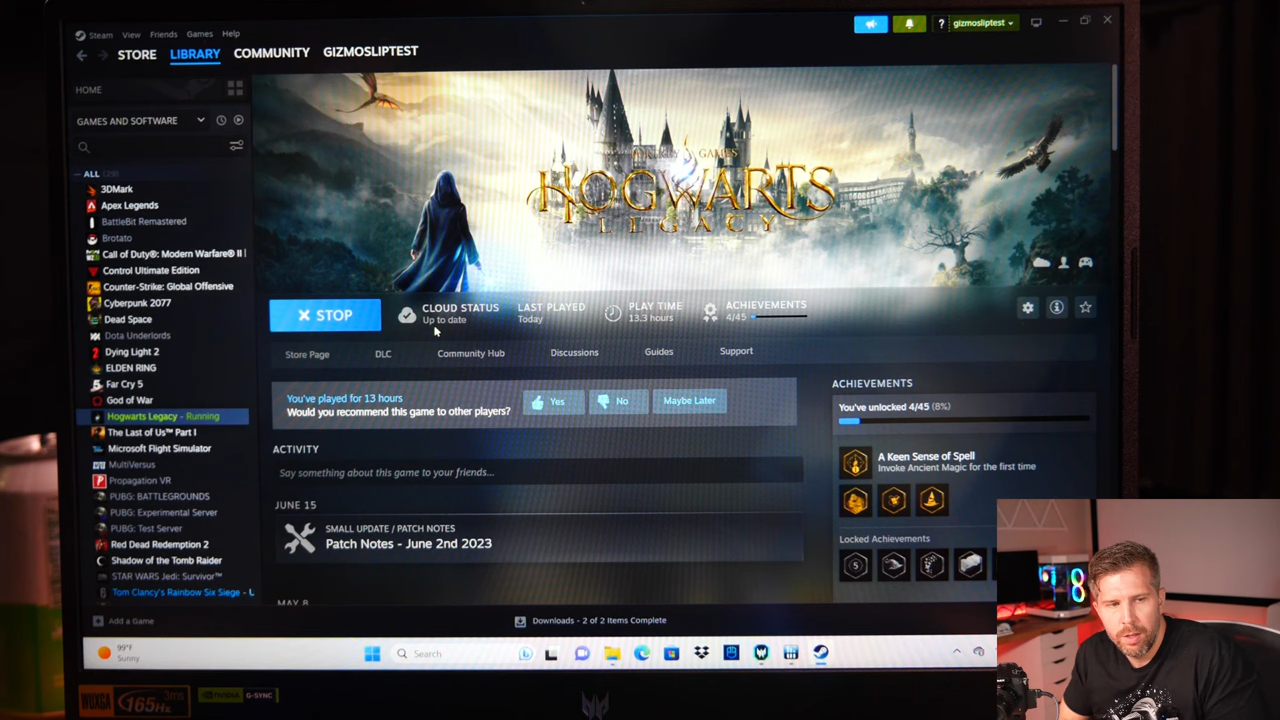 Steam View Friends Games Help
gizmosliptest
STORE LIBRARY COMMUNITY GIZMOSLIPTEST
HOME
GAMES AND SOFTWARE
ALL (29)
3DMark
Apex Legends
BattleBit Remastered
Brotato
Call of Duty®: Modern Warfare® II |
Control Ultimate Edition
Counter-Strike: Global Offensive
Cyberpunk 2077
Dead Space
Dota Underlords
Dying Light 2
ELDEN RING
Far Cry 5
God of War
Hogwarts Legacy - Running
The Last of Us™ Part I
Microsoft Flight Simulator
MultiVersus
Propagation VR
PUBG: BATTLEGROUNDS
PUBG: Experimental Server
PUBG: Test Server
Red Dead Redemption 2
Shadow of the Tomb Raider
STAR WARS Jedi: Survivor™
Tom Clancy's Rainbow Six Siege - U
Add a Game
GAMES
HOGWARTS
LEGACY
STOP
CLOUD STATUS
Up to date
LAST PLAYED
Today
PLAY TIME
13.3 hours
ACHIEVEMENTS
4/45
Store Page DLC Community Hub Discussions Guides Support
You've played for 13 hours
Would you recommend this game to other players?
Yes No Maybe Later
ACTIVITY
Say something about this game to your friends...
JUNE 15
SMALL UPDATE / PATCH NOTES
Patch Notes - June 2nd 2023
MAY 8
ACHIEVEMENTS
You've unlocked 4/45 (8%)
A Keen Sense of Spell
Invoke Ancient Magic for the first time
Locked Achievements
5
Downloads - 2 of 2 Items Complete
99°F
Sunny
Search
WUXGA 165Hz 3ms
NVIDIA G-SYNC